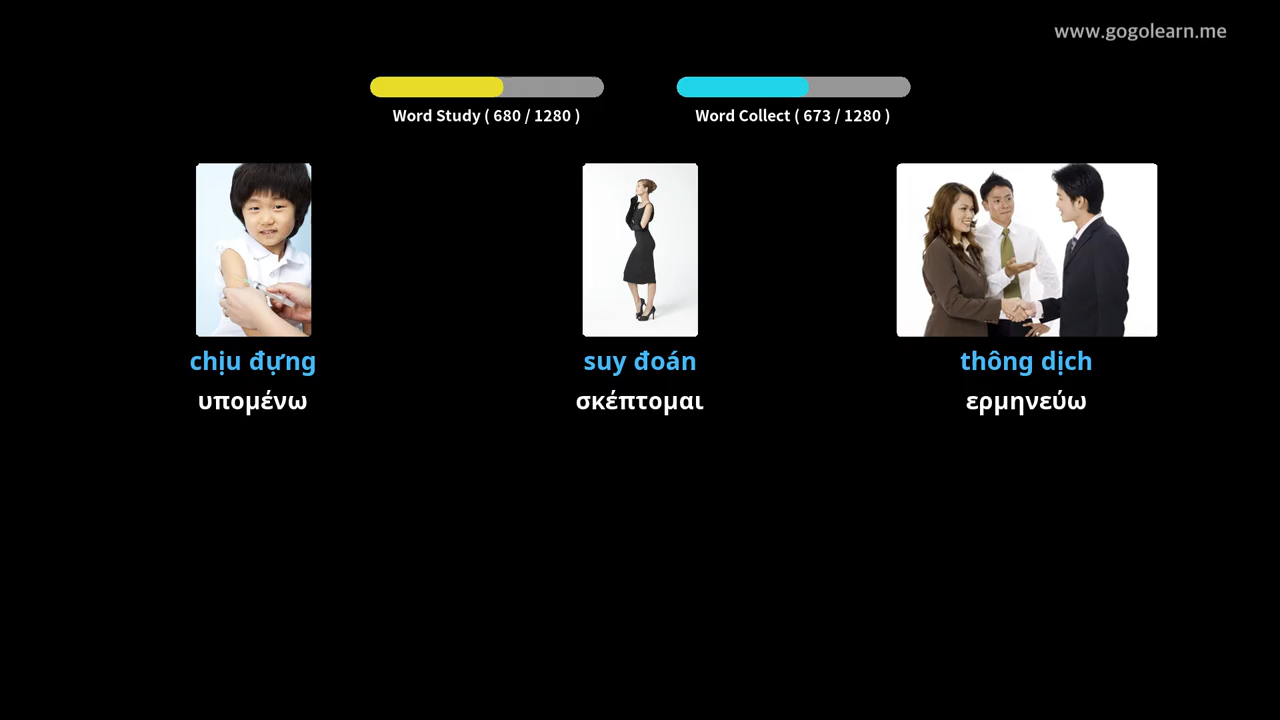 www.gogolearn.me
Word Study ( 680 / 1280 )
Word Collect ( 673 / 1280 )
chịu đựng
υπομένω
suy đoán
σκέπτομαι
thông dịch
ερμηνεύω